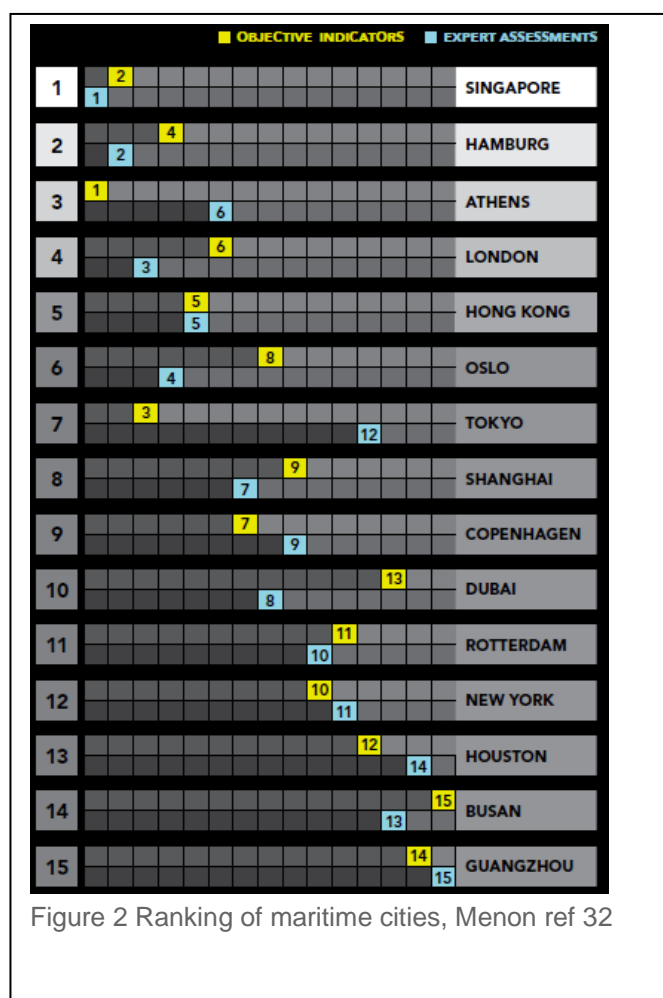 OBJECTIVE INDICATORS EXPERT ASSESSMENTS
2
1 SINGAPORE
1
4
2 HAMBURG
2
1
3 ATHENS
6
6
4 LONDON
3
5
5 HONG KONG
5
8
6 OSLO
4
3
7 TOKYO
12
9
8 SHANGHAI
7
7
9 COPENHAGEN
9
13
10 DUBAI
8
11
11 ROTTERDAM
10
10
12 NEW YORK
11
12
13 HOUSTON
14
15
14 BUSAN
13
14
15 GUANGZHOU
15
Figure 2 Ranking of maritime cities, Menon ref 32